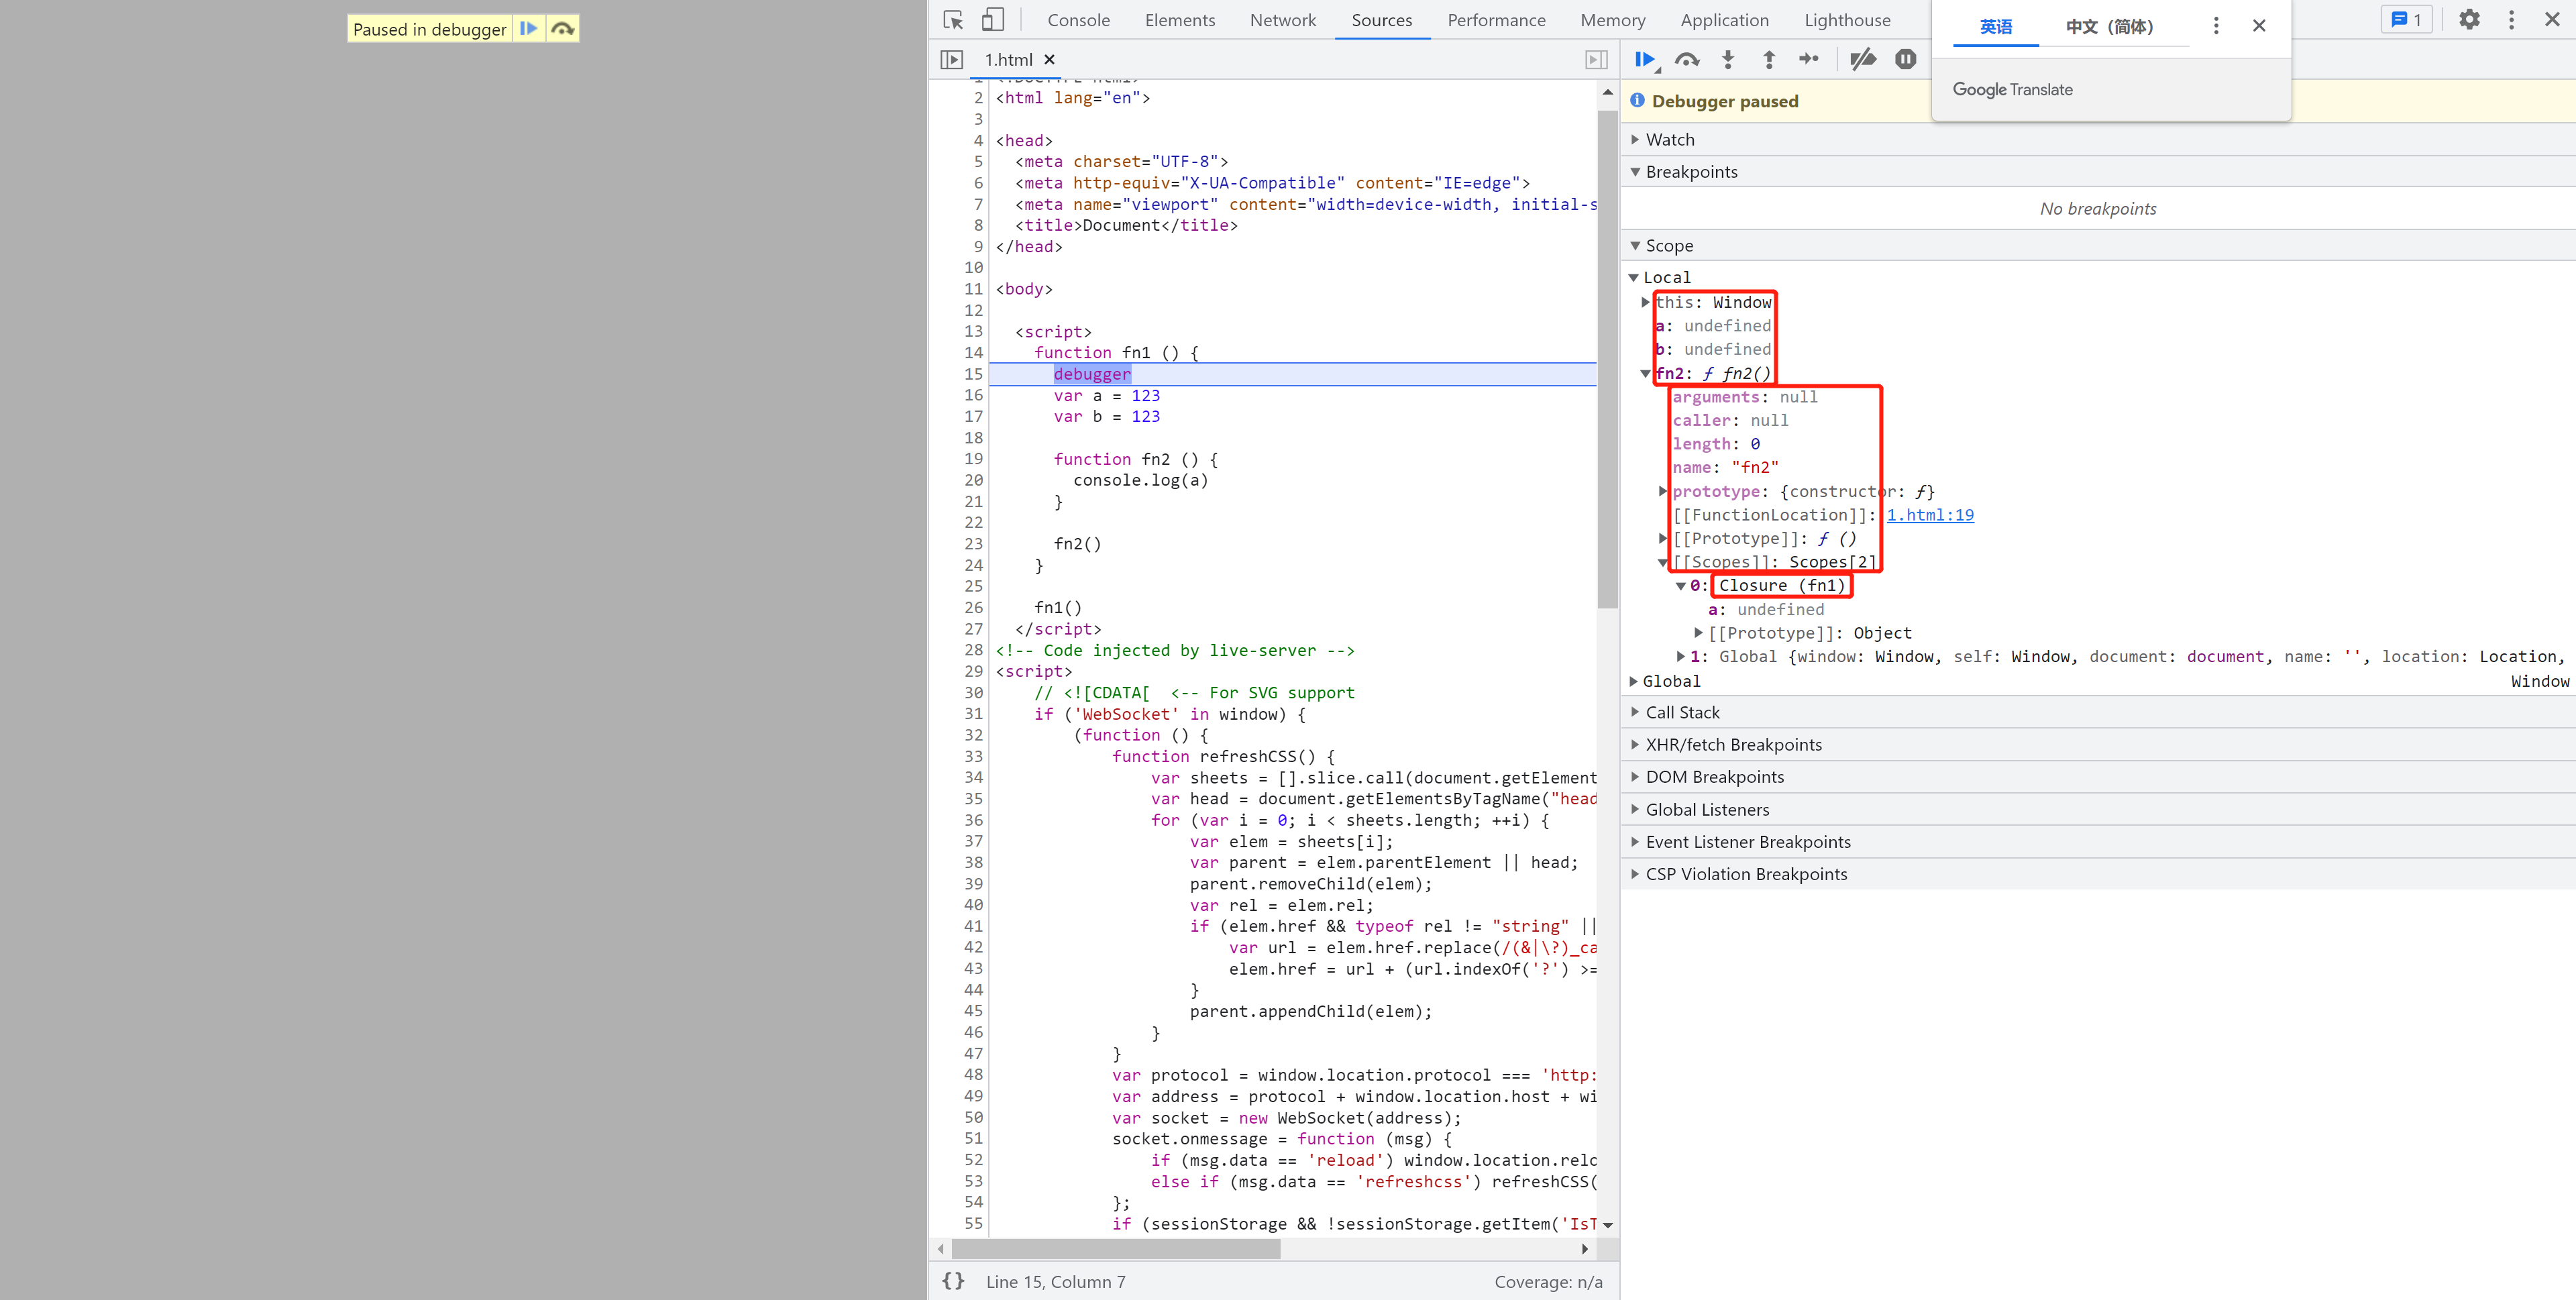 Paused in debugger
Console Elements Network Sources Performance Memory Application Lighthouse
1
英语 中文（简体）
Google Translate
1.html
2 <html lang="en">
3
4 <head>
5 <meta charset="UTF-8">
6 <meta http-equiv="X-UA-Compatible" content="IE=edge">
7 <meta name="viewport" content="width=device-width, initial-s
8 <title>Document</title>
9 </head>
10
11 <body>
12
13 <script>
14 function fn1 () {
15 debugger
16 var a = 123
17 var b = 123
18
19 function fn2 () {
20 console.log(a)
21 }
22
23 fn2()
24 }
25
26 fn1()
27 </script>
28 <!-- Code injected by live-server -->
29 <script>
30 // <![CDATA[ <-- For SVG support
31 if ('WebSocket' in window) {
32 (function () {
33 function refreshCSS() {
34 var sheets = [].slice.call(document.getElement
35 var head = document.getElementsByTagName("head
36 for (var i = 0; i < sheets.length; ++i) {
37 var elem = sheets[i];
38 var parent = elem.parentElement || head;
39 parent.removeChild(elem);
40 var rel = elem.rel;
41 if (elem.href && typeof rel != "string" ||
42 var url = elem.href.replace(/(&|\?)_ca
43 elem.href = url + (url.indexOf('?') >=
44 }
45 parent.appendChild(elem);
46 }
47 }
48 var protocol = window.location.protocol === 'http:
49 var address = protocol + window.location.host + wi
50 var socket = new WebSocket(address);
51 socket.onmessage = function (msg) {
52 if (msg.data == 'reload') window.location.relo
53 else if (msg.data == 'refreshcss') refreshCSS(
54 };
55 if (sessionStorage && !sessionStorage.getItem('IsT
{} Line 15, Column 7
Coverage: n/a
Debugger paused
Watch
Breakpoints
No breakpoints
Scope
Local
this: Window
a: undefined
b: undefined
fn2: ƒ fn2()
arguments: null
caller: null
length: 0
name: "fn2"
prototype: {constructor: ƒ}
[[FunctionLocation]]: 1.html:19
[[Prototype]]: ƒ ()
[[Scopes]]: Scopes[2]
0: Closure (fn1)
a: undefined
[[Prototype]]: Object
1: Global {window: Window, self: Window, document: document, name: '', location: Location,
Global Window
Call Stack
XHR/fetch Breakpoints
DOM Breakpoints
Global Listeners
Event Listener Breakpoints
CSP Violation Breakpoints